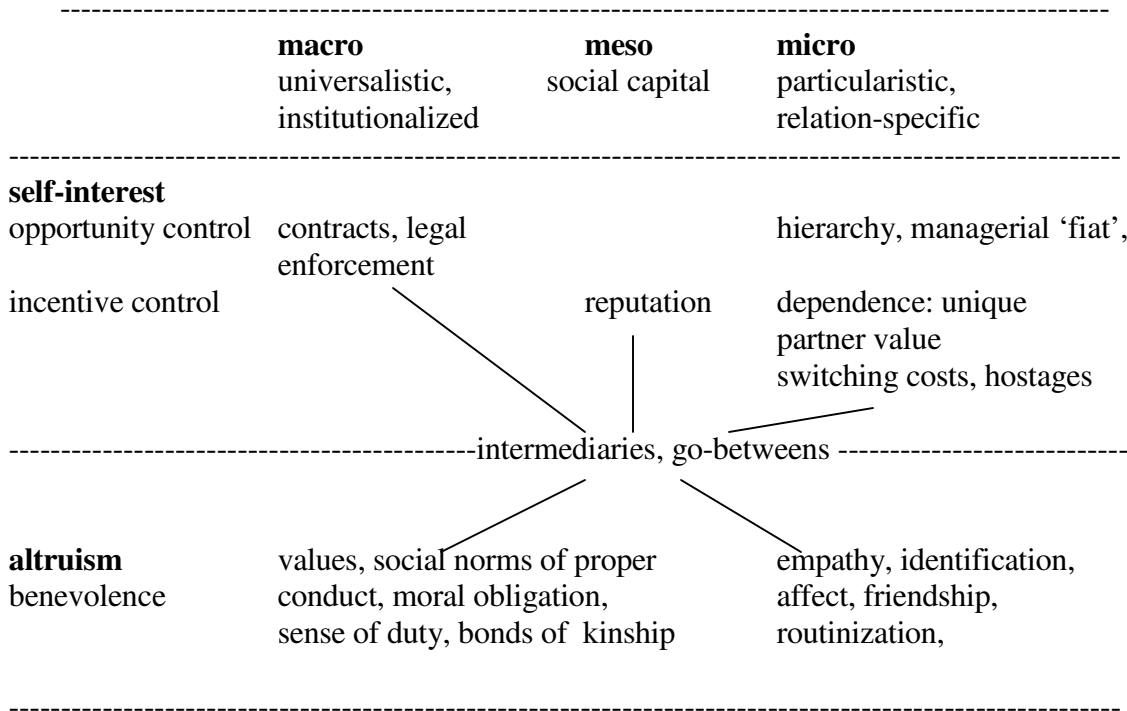 macro meso micro
universalistic, social capital particularistic,
institutionalized relation-specific
self-interest
opportunity control contracts, legal hierarchy, managerial ‘fiat’,
enforcement
incentive control reputation dependence: unique
partner value
switching costs, hostages
intermediaries, go-betweens
altruism values, social norms of proper empathy, identification,
benevolence conduct, moral obligation, affect, friendship,
sense of duty, bonds of kinship routinization,